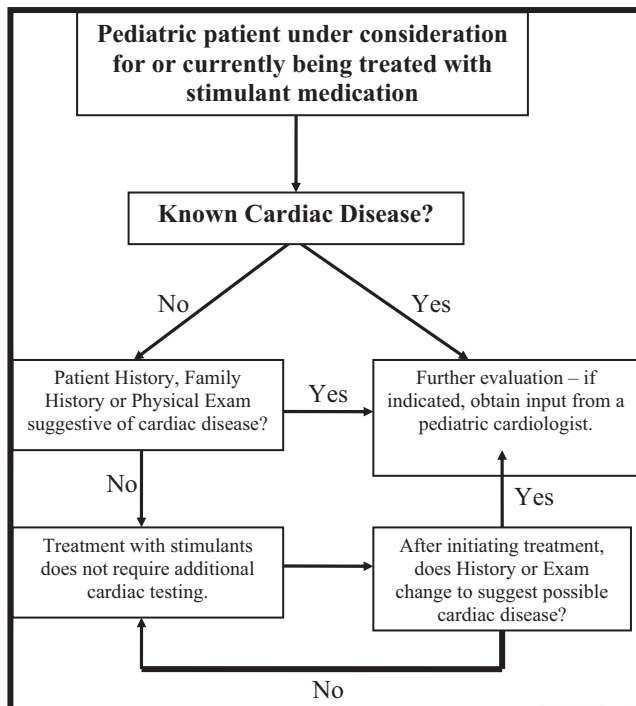 Pediatric patient under consideration
for or currently being treated with
stimulant medication
Known Cardiac Disease?
No
Yes
Patient History, Family
History or Physical Exam
suggestive of cardiac disease?
Yes
Further evaluation – if
indicated, obtain input from a
pediatric cardiologist.
No
Yes
Treatment with stimulants
does not require additional
cardiac testing.
After initiating treatment,
does History or Exam
change to suggest possible
cardiac disease?
No